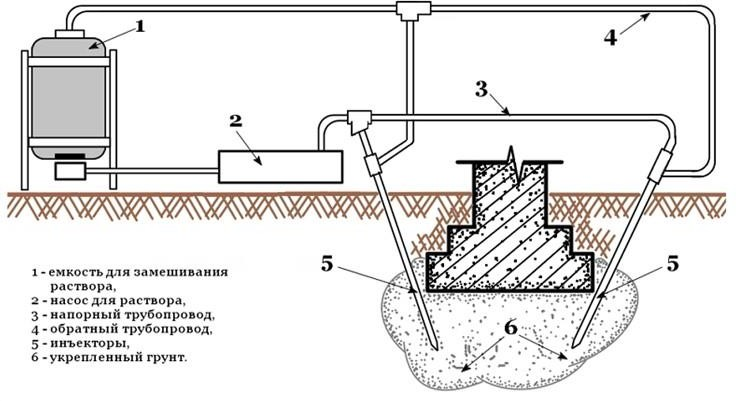 1
4
3
2
5
5
6
1 - емкость для замешивания
раствора,
2 - насос для раствора,
3 - напорный трубопровод,
4 - обратный трубопровод,
5 - инъекторы,
6 - укрепленный грунт.